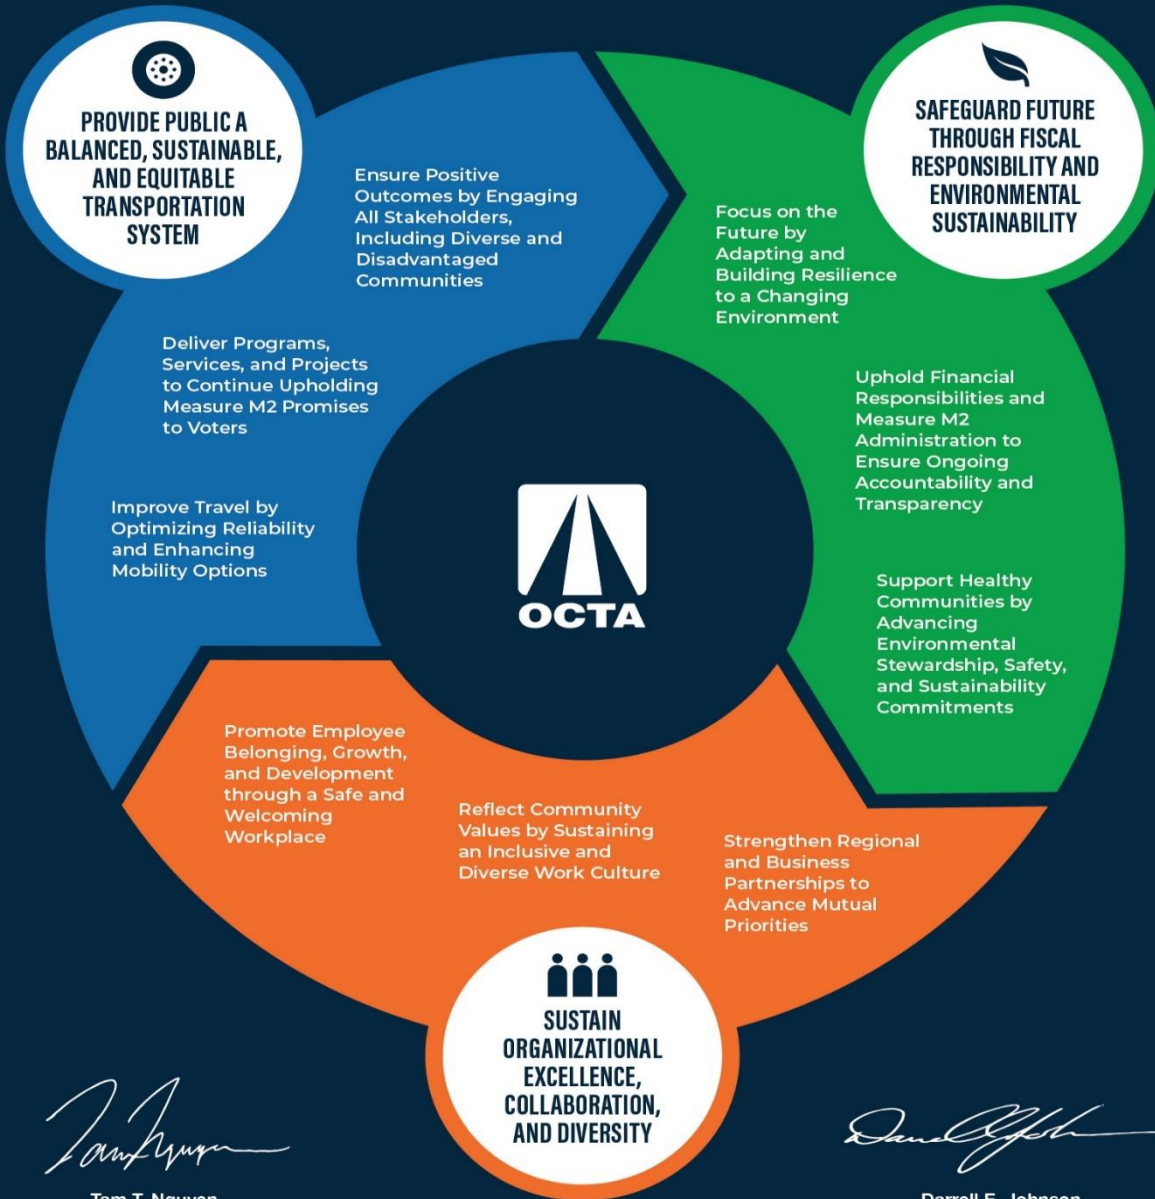 PROVIDE PUBLIC A
BALANCED, SUSTAINABLE,
AND EQUITABLE
TRANSPORTATION
SYSTEM
Ensure Positive
Outcomes by Engaging
All Stakeholders,
Including Diverse and
Disadvantaged
Communities
Deliver Programs,
Services, and Projects
to Continue Upholding
Measure M2 Promises
to Voters
Improve Travel by
Optimizing Reliability
and Enhancing
Mobility Options
SAFEGUARD FUTURE
THROUGH FISCAL
RESPONSIBILITY AND
ENVIRONMENTAL
SUSTAINABILITY
Focus on the
Future by
Adapting and
Building Resilience
to a Changing
Environment
Uphold Financial
Responsibilities and
Measure M2
Administration to
Ensure Ongoing
Accountability and
Transparency
Support Healthy
Communities by
Advancing
Environmental
Stewardship, Safety,
and Sustainability
Commitments
OCTA
Promote Employee
Belonging, Growth,
and Development
through a Safe and
Welcoming
Workplace
Reflect Community
Values by Sustaining
an Inclusive and
Diverse Work Culture
Strengthen Regional
and Business
Partnerships to
Advance Mutual
Priorities
SUSTAIN
ORGANIZATIONAL
EXCELLENCE,
COLLABORATION,
AND DIVERSITY
Tam T. Nguyen
Darrell E. Johnson